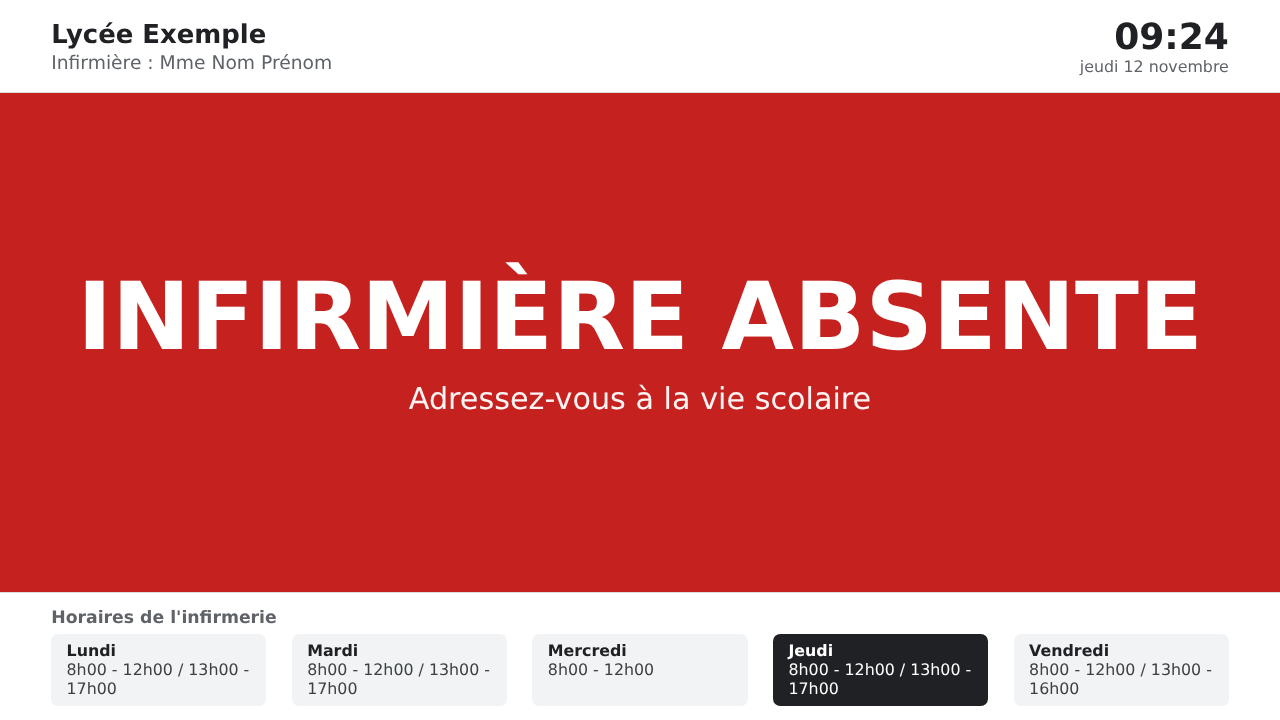 Lycée Exemple
Infirmière : Mme Nom Prénom
09:24
jeudi 12 novembre
INFIRMIÈRE ABSENTE
Adressez-vous à la vie scolaire
Horaires de l'infirmerie
Lundi
8h00 - 12h00 / 13h00 -
17h00
Mardi
8h00 - 12h00 / 13h00 -
17h00
Mercredi
8h00 - 12h00
Jeudi
8h00 - 12h00 / 13h00 -
17h00
Vendredi
8h00 - 12h00 / 13h00 -
16h00